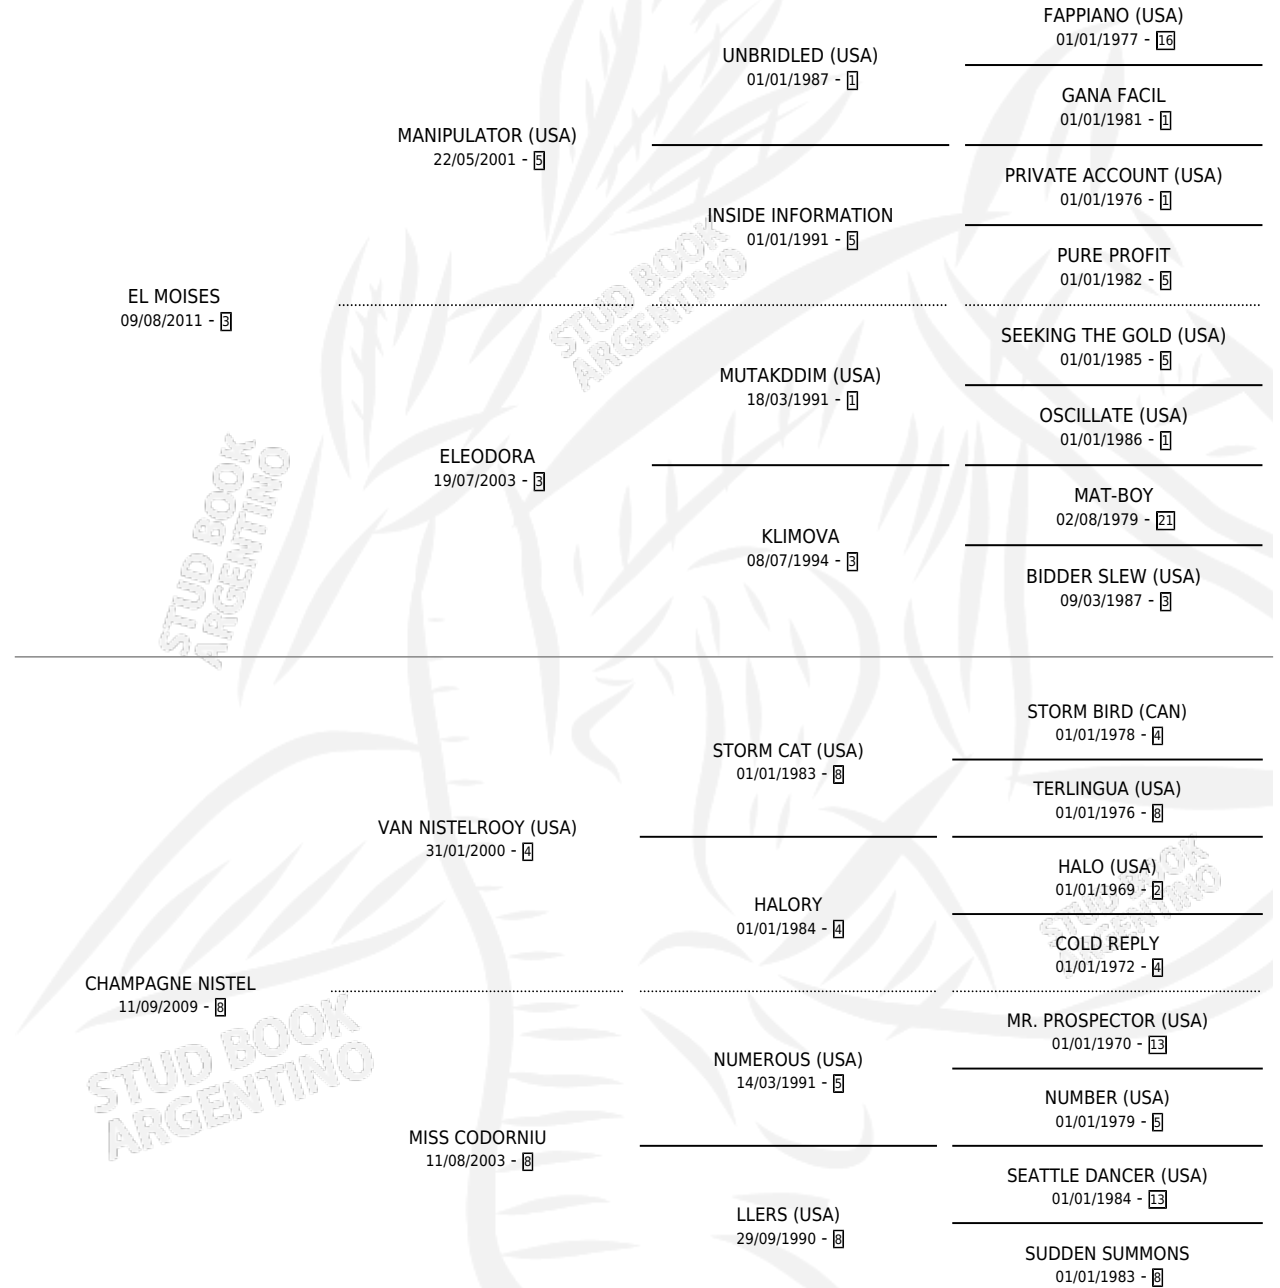 FAPPIANO (USA)
01/01/1977 - 16
UNBRIDLED (USA)
01/01/1987 - 1
GANA FACIL
01/01/1981 - 1
MANIPULATOR (USA)
22/05/2001 - 5
PRIVATE ACCOUNT (USA)
01/01/1976 - 1
INSIDE INFORMATION
01/01/1991 - 5
PURE PROFIT
01/01/1982 - 5
EL MOISES
09/08/2011 - 3
STUD BOOK
ARGENTINO
SEEKING THE GOLD (USA)
01/01/1985 - 5
MUTAKDDIM (USA)
18/03/1991 - 1
OSCILLATE (USA)
01/01/1986 - 1
ELEODORA
19/07/2003 - 3
MAT-BOY
02/08/1979 - 21
KLIMOVA
08/07/1994 - 3
BIDDER SLEW (USA)
09/03/1987 - 3
STUD BOOK
ARGENTINO
STORM BIRD (CAN)
01/01/1978 - 4
STORM CAT (USA)
01/01/1983 - 8
TERLINGUA (USA)
01/01/1976 - 8
VAN NISTELROOY (USA)
31/01/2000 - 4
HALO (USA)
01/01/1969 - 2
HALORY
01/01/1984 - 4
COLD REPLY
01/01/1972 - 4
STUD BOOK
ARGENTINO
CHAMPAGNE NISTEL
11/09/2009 - 8
MR. PROSPECTOR (USA)
01/01/1970 - 13
NUMEROUS (USA)
14/03/1991 - 5
NUMBER (USA)
01/01/1979 - 5
STUD BOOK
ARGENTINO
MISS CODORNIU
11/08/2003 - 8
SEATTLE DANCER (USA)
01/01/1984 - 13
LLERS (USA)
29/09/1990 - 8
SUDDEN SUMMONS
01/01/1983 - 8